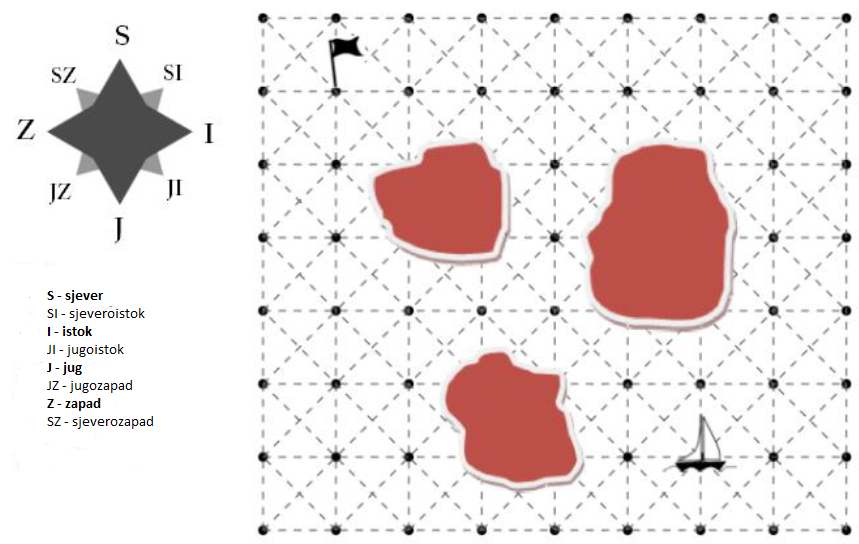 S
SZ
SI
Z
I
JZ
JI
J
S - sjever
SI - sjeveroistok
I - istok
JI - jugoistok
J - jug
JZ - jugozapad
Z - zapad
SZ - sjeverozapad